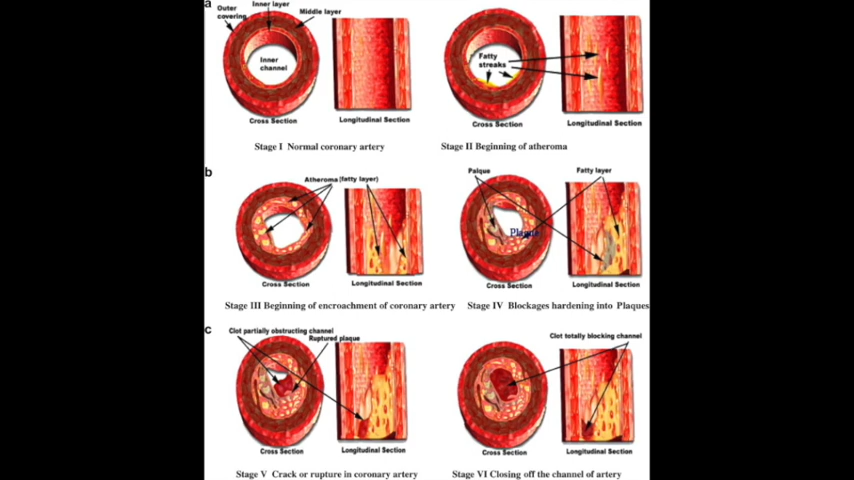 a
Outer
covering
Inner layer
Middle layer
Inner
channel
Cross Section
Longitudinal Section
Stage I Normal coronary artery
Fatty
streaks
Cross Section
Longitudinal Section
Stage II Beginning of atheroma
b
Atheroma (fatty layer)
Cross Section
Longitudinal Section
Stage III Beginning of encroachment of coronary artery
Palque
Fatty layer
Plaque
Cross Section
Longitudinal Section
Stage IV Blockages hardening into Plaques
c
Clot partially obstructing channel
Ruptured plaque
Cross Section
Longitudinal Section
Stage V Crack or rupture in coronary artery
Clot totally blocking channel
Cross Section
Longitudinal Section
Stage VI Closing off the channel of artery